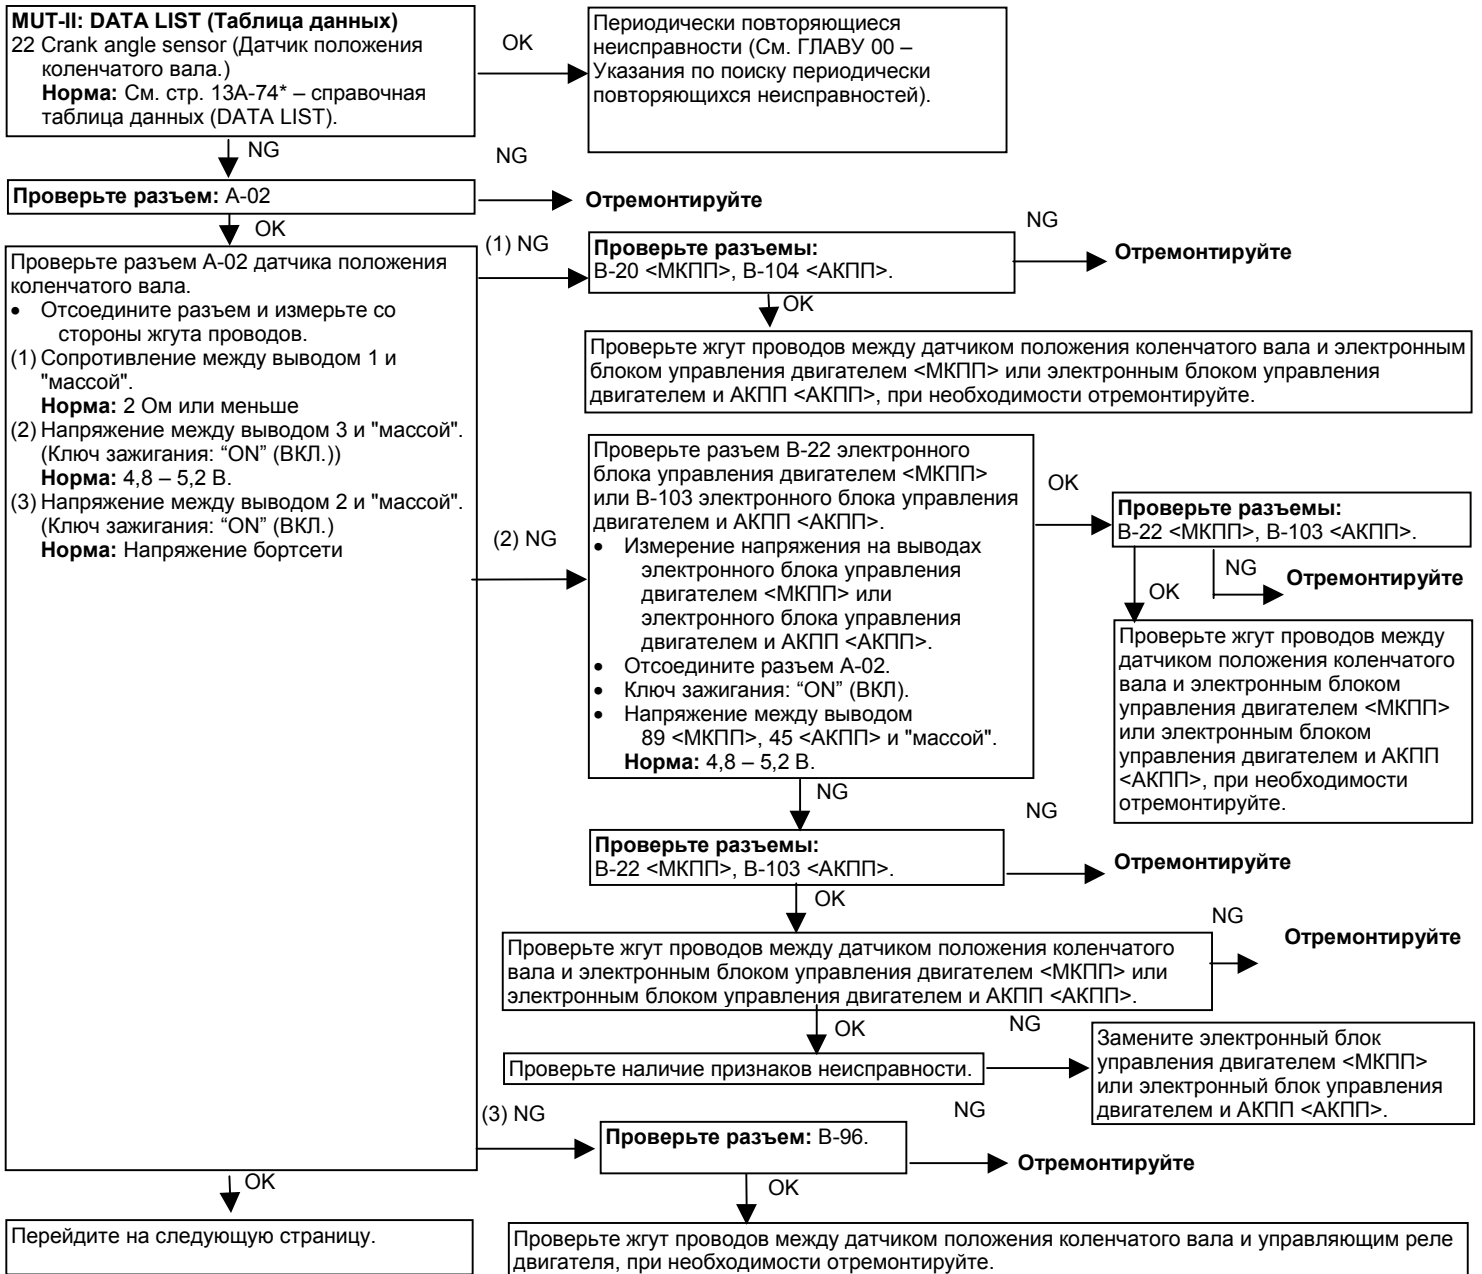 MUT-II: DATA LIST (Таблица данных)
22 Crank angle sensor (Датчик положения
коленчатого вала.)
Норма: См. стр. 13A-74* – справочная
таблица данных (DATA LIST).
OK
Периодически повторяющиеся
неисправности (См. ГЛАВУ 00 –
Указания по поиску периодически
повторяющихся неисправностей).
NG
NG
Проверьте разъем: A-02
Отремонтируйте
OK
Проверьте разъем A-02 датчика положения
коленчатого вала.
• Отсоедините разъем и измерьте со
стороны жгута проводов.
(1) Сопротивление между выводом 1 и
"массой".
Норма: 2 Ом или меньше
(2) Напряжение между выводом 3 и "массой".
(Ключ зажигания: “ON” (ВКЛ.))
Норма: 4,8 – 5,2 В.
(3) Напряжение между выводом 2 и "массой".
(Ключ зажигания: “ON” (ВКЛ.)
Норма: Напряжение бортсети
(1) NG
Проверьте разъемы:
B-20 <МКПП>, B-104 <АКПП>.
NG
Отремонтируйте
OK
Проверьте жгут проводов между датчиком положения коленчатого вала и электронным
блоком управления двигателем <МКПП> или электронным блоком управления
двигателем и АКПП <АКПП>, при необходимости отремонтируйте.
(2) NG
Проверьте разъем B-22 электронного
блока управления двигателем <МКПП>
или B-103 электронного блока управления
двигателем и АКПП <АКПП>.
• Измерение напряжения на выводах
электронного блока управления
двигателем <МКПП> или
электронного блока управления
двигателем и АКПП <АКПП>.
• Отсоедините разъем A-02.
• Ключ зажигания: “ON” (ВКЛ).
• Напряжение между выводом
89 <МКПП>, 45 <АКПП> и "массой".
Норма: 4,8 – 5,2 В.
OK
Проверьте разъемы:
B-22 <МКПП>, B-103 <АКПП>.
NG
Отремонтируйте
OK
Проверьте жгут проводов между
датчиком положения коленчатого
вала и электронным блоком
управления двигателем <МКПП>
или электронным блоком
управления двигателем и АКПП
<АКПП>, при необходимости
отремонтируйте.
NG
NG
Проверьте разъемы:
B-22 <МКПП>, B-103 <АКПП>.
Отремонтируйте
OK
Проверьте жгут проводов между датчиком положения коленчатого
вала и электронным блоком управления двигателем <МКПП> или
электронным блоком управления двигателем и АКПП <АКПП>.
NG
Отремонтируйте
OK
Проверьте наличие признаков неисправности.
NG
Замените электронный блок
управления двигателем <МКПП>
или электронный блок управления
двигателем и АКПП <АКПП>.
(3) NG
Проверьте разъем: B-96.
NG
Отремонтируйте
OK
OK
Перейдите на следующую страницу.
Проверьте жгут проводов между датчиком положения коленчатого вала и управляющим реле
двигателя, при необходимости отремонтируйте.